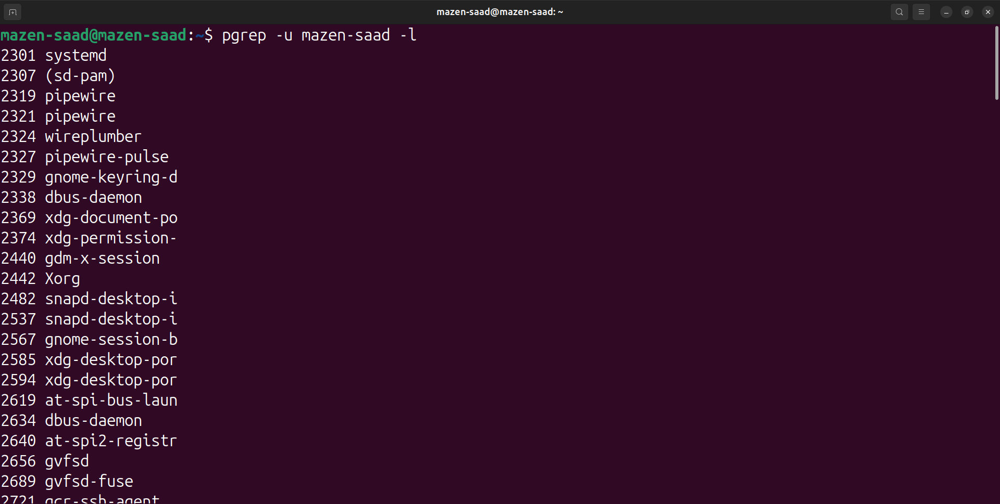 mazen-saad@mazen-saad: ~
mazen-saad@mazen-saad:~$ pgrep -u mazen-saad -l
2301 systemd
2307 (sd-pam)
2319 pipewire
2321 pipewire
2324 wireplumber
2327 pipewire-pulse
2329 gnome-keyring-d
2338 dbus-daemon
2369 xdg-document-po
2374 xdg-permission-
2440 gdm-x-session
2442 Xorg
2482 snapd-desktop-i
2537 snapd-desktop-i
2567 gnome-session-b
2585 xdg-desktop-por
2594 xdg-desktop-por
2619 at-spi-bus-laun
2634 dbus-daemon
2640 at-spi2-registr
2656 gvfsd
2689 gvfsd-fuse
2721 gcr-ssh-agent